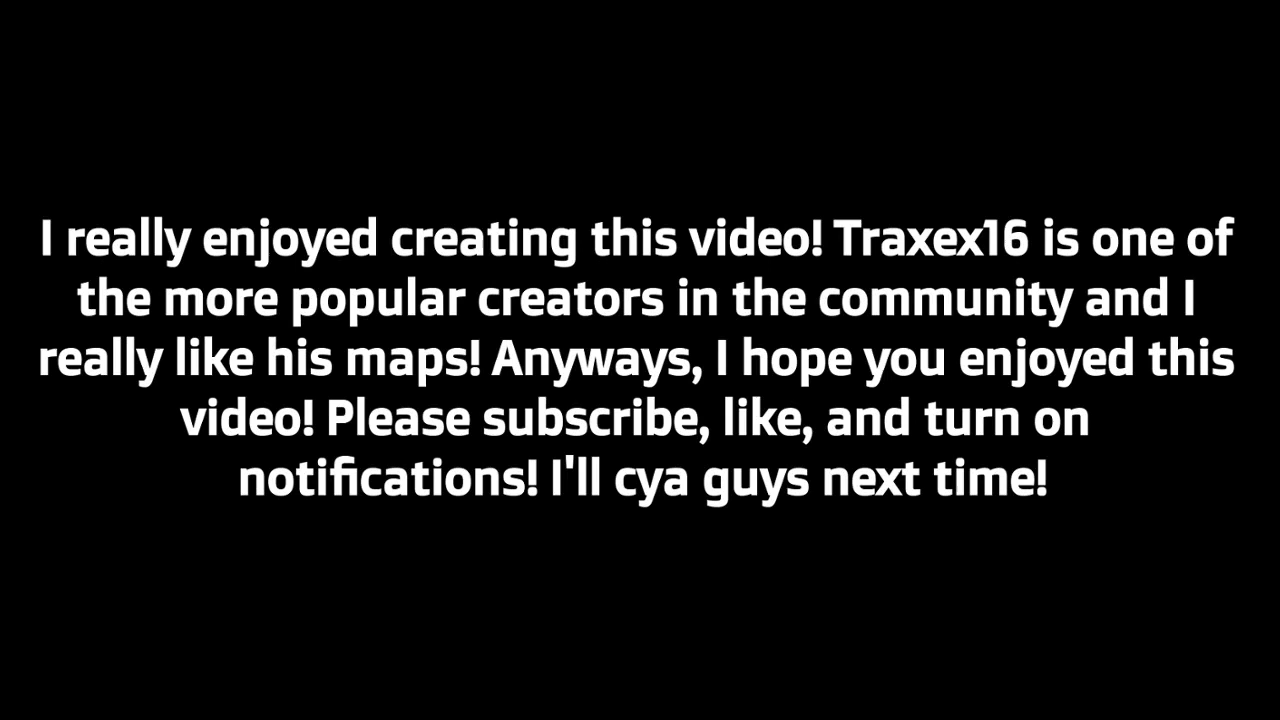 I really enjoyed creating this video! Traxex16 is one of
the more popular creators in the community and I
really like his maps! Anyways, I hope you enjoyed this
video! Please subscribe, like, and turn on
notifications! I'll cya guys next time!